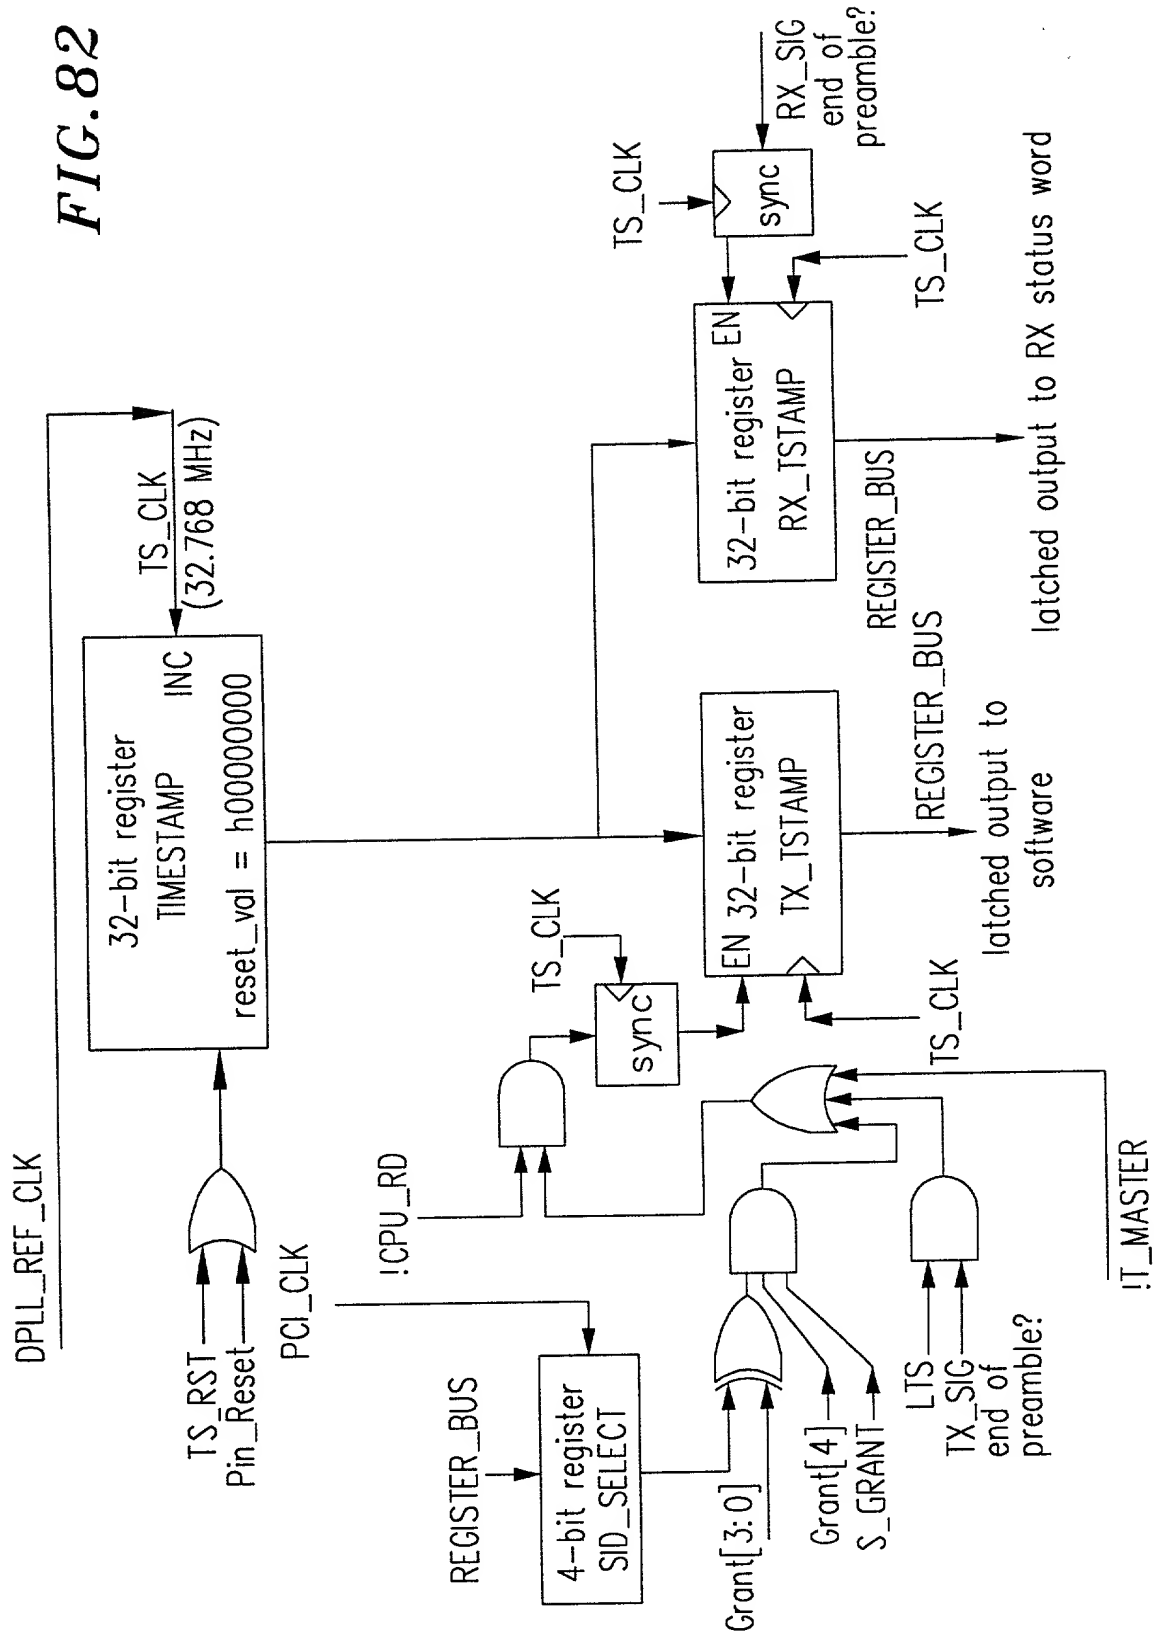 FIG.82
DPLL_REF_CLK
TS_RST
Pin_Reset
32-bit register
TIMESTAMP
INC
reset_val = h00000000
TS_CLK
(32.768 MHz)
PCI_CLK
!CPU_RD
REGISTER_BUS
4-bit register
SID_SELECT
TS_CLK
sync
Grant[3:0]
Grant[4]
S_GRANT
LTS
TX_SIG
end of
preamble?
!T_MASTER
EN
32-bit register
TX_TSTAMP
TS_CLK
REGISTER_BUS
latched output to
software
32-bit register
EN
RX_TSTAMP
TS_CLK
sync
RX_SIG
end of
preamble?
TS_CLK
REGISTER_BUS
latched output to RX status word